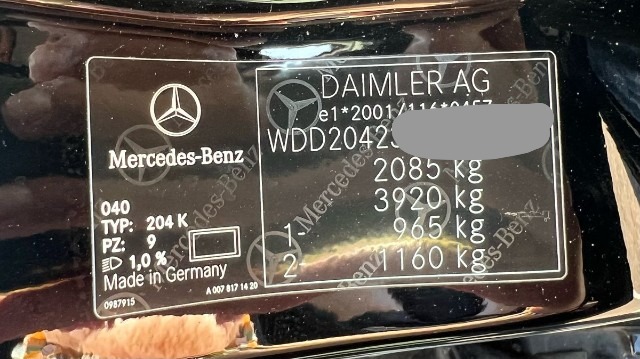 Mercedes-Benz
040
TYP: 204 K
PZ: 9
1,0 %
Made in Germany
0987915
A 007 817 14 20
DAIMLER AG
e1*2001/116*0457
WDD2042
2085 kg
3920 kg
1- 965 kg
2- 1160 kg